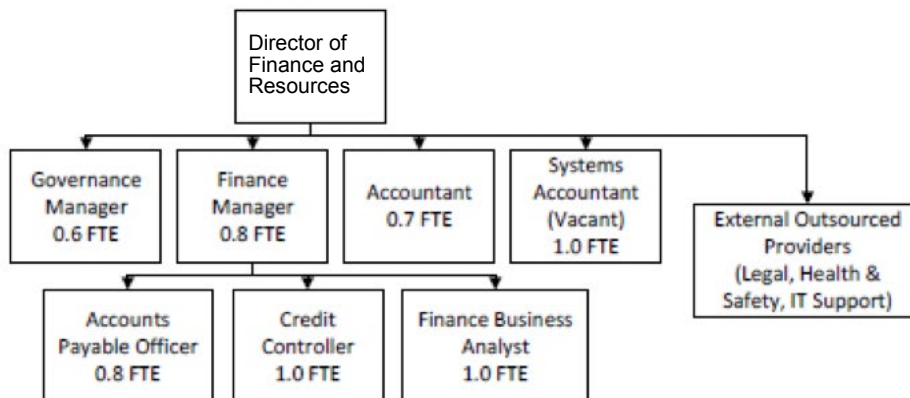 Director of
Finance and
Resources
Governance
Manager
0.6 FTE
Finance
Manager
0.8 FTE
Accountant
0.7 FTE
Systems
Accountant
(Vacant)
1.0 FTE
External Outsourced
Providers
(Legal, Health &
Safety, IT Support)
Accounts
Payable Officer
0.8 FTE
Credit
Controller
1.0 FTE
Finance Business
Analyst
1.0 FTE